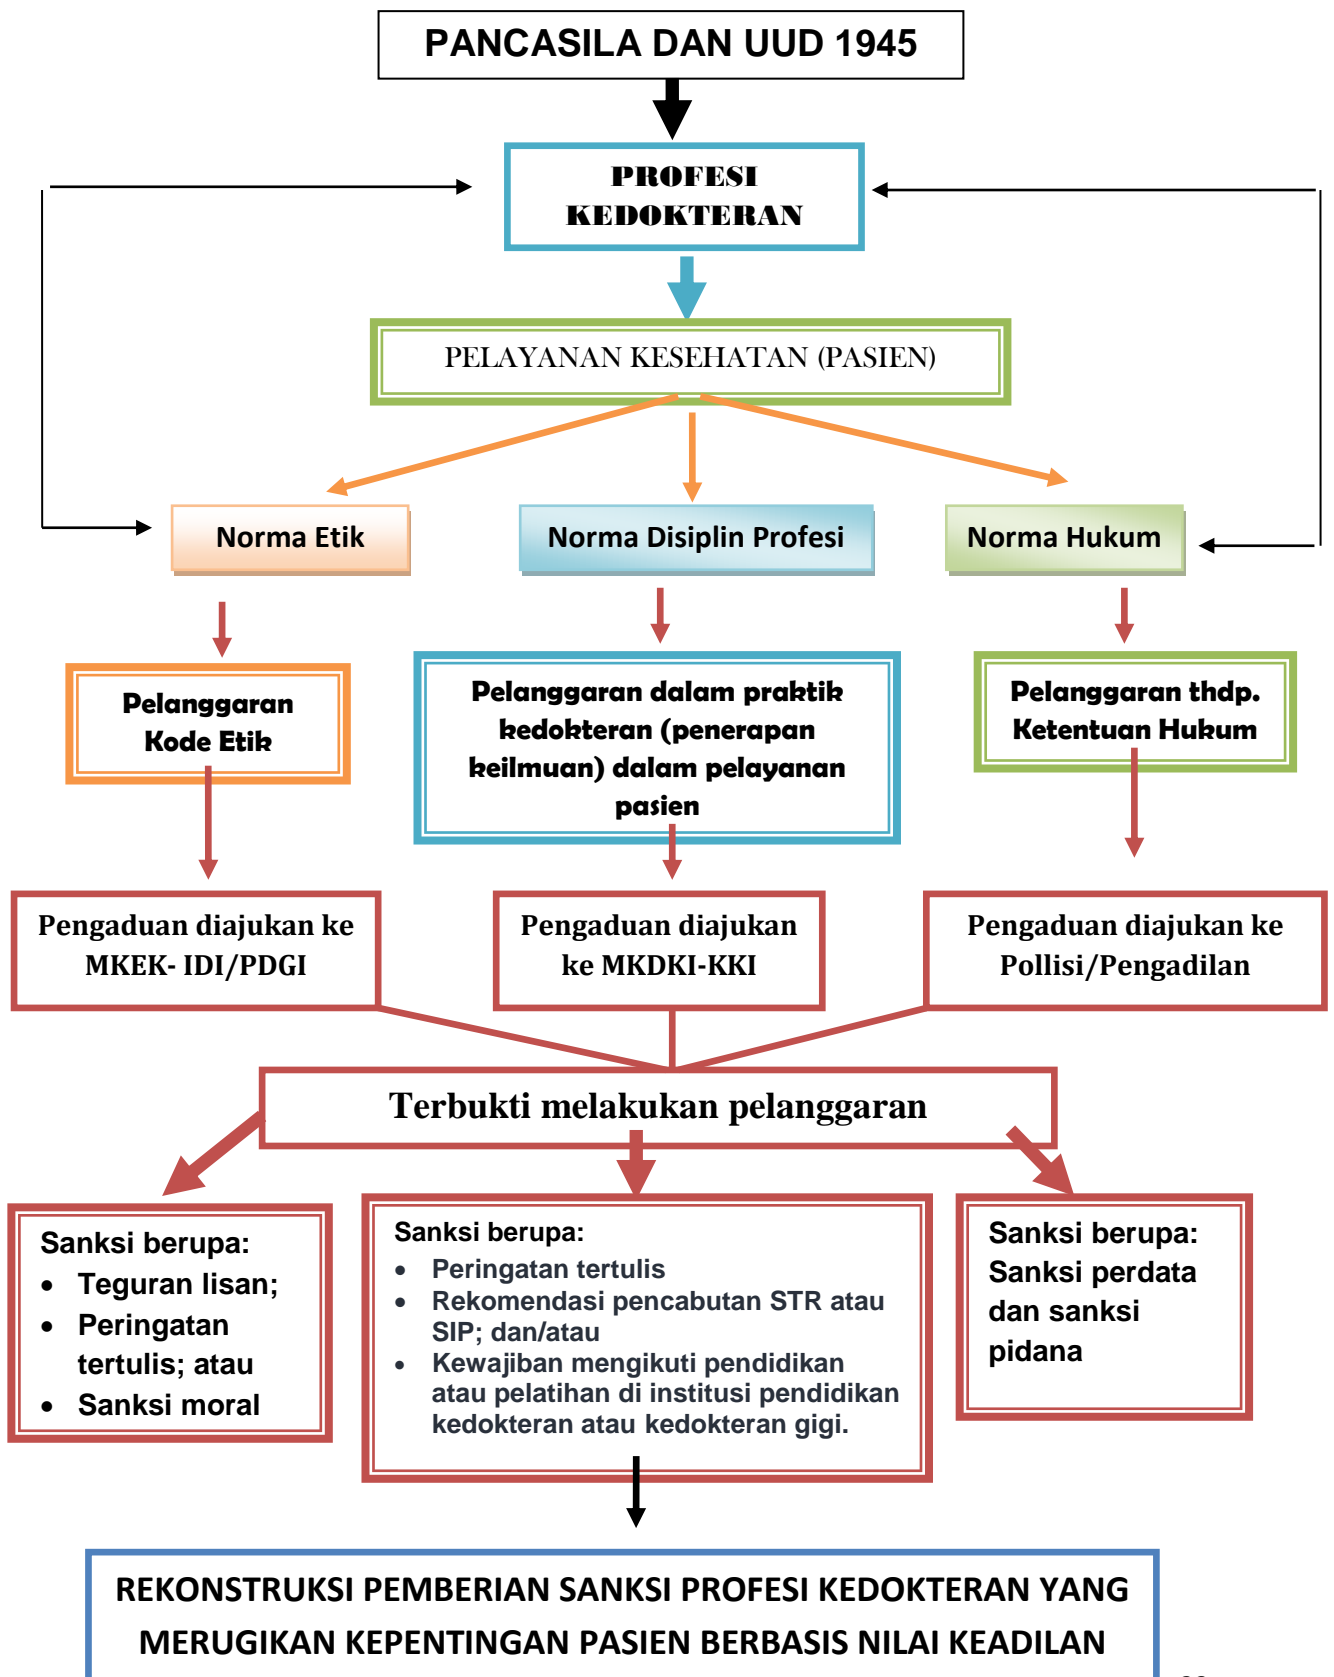 PANCASILA DAN UUD 1945
PROFESI
KEDOKTERAN
PELAYANAN KESEHATAN (PASIEN)
Norma Etik
Norma Disiplin Profesi
Norma Hukum
Pelanggaran
Kode Etik
Pelanggaran dalam praktik
kedokteran (penerapan
keilmuan) dalam pelayanan
pasien
Pelanggaran thdp.
Ketentuan Hukum
Pengaduan diajukan ke
MKEK- IDI/PDGI
Pengaduan diajukan
ke MKDKI-KKI
Pengaduan diajukan ke
Pollisi/Pengadilan
Terbukti melakukan pelanggaran
Sanksi berupa:
• Teguran lisan;
• Peringatan
tertulis; atau
• Sanksi moral
Sanksi berupa:
• Peringatan tertulis
• Rekomendasi pencabutan STR atau
SIP; dan/atau
• Kewajiban mengikuti pendidikan
atau pelatihan di institusi pendidikan
kedokteran atau kedokteran gigi.
Sanksi berupa:
Sanksi perdata
dan sanksi
pidana
REKONSTRUKSI PEMBERIAN SANKSI PROFESI KEDOKTERAN YANG
MERUGIKAN KEPENTINGAN PASIEN BERBASIS NILAI KEADILAN